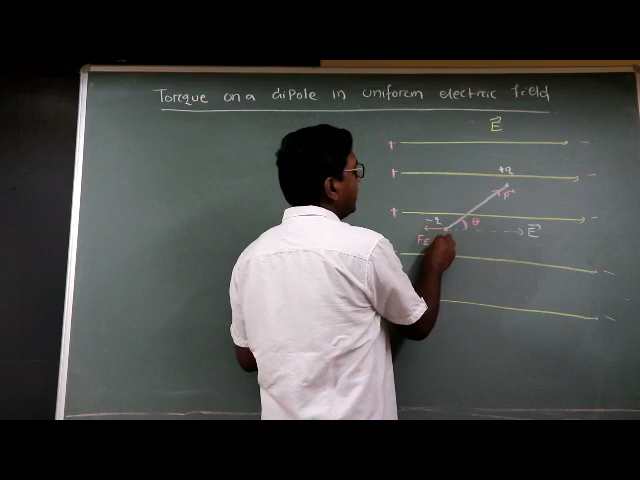 Torque on a dipole in uniform electric field
E
+ -
+q
+ -
P
+ -
-q θ
E
FE
-
-